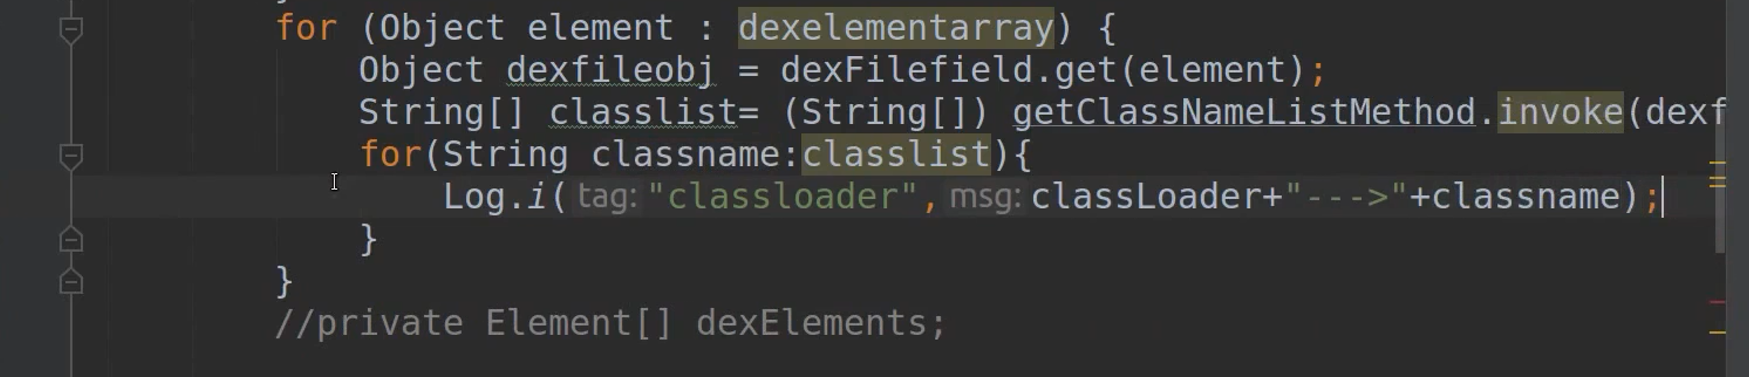 for (Object element : dexelementarray) {
Object dexfileobj = dexFilefield.get(element);
String[] classlist= (String[]) getClassNameListMethod.invoke(dexf
for(String classname:classlist){
Log.i( tag: "classloader", msg: classLoader+"--->"+classname);
}
}
//private Element[] dexElements;